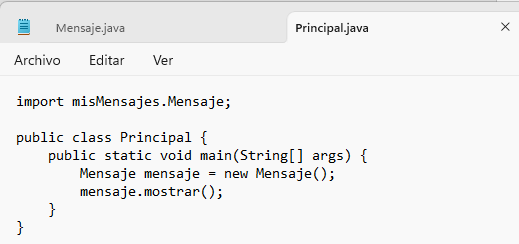 Mensaje.java
Principal.java
Archivo Editar Ver
import misMensajes.Mensaje;
public class Principal {
    public static void main(String[] args) {
        Mensaje mensaje = new Mensaje();
        mensaje.mostrar();
    }
}